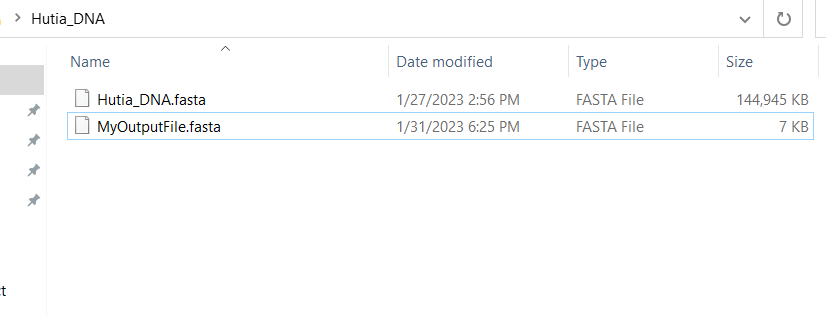 Hutia_DNA
Name Date modified Type Size
Hutia_DNA.fasta 1/27/2023 2:56 PM FASTA File 144,945 KB
MyOutputFile.fasta 1/31/2023 6:25 PM FASTA File 7 KB
ct